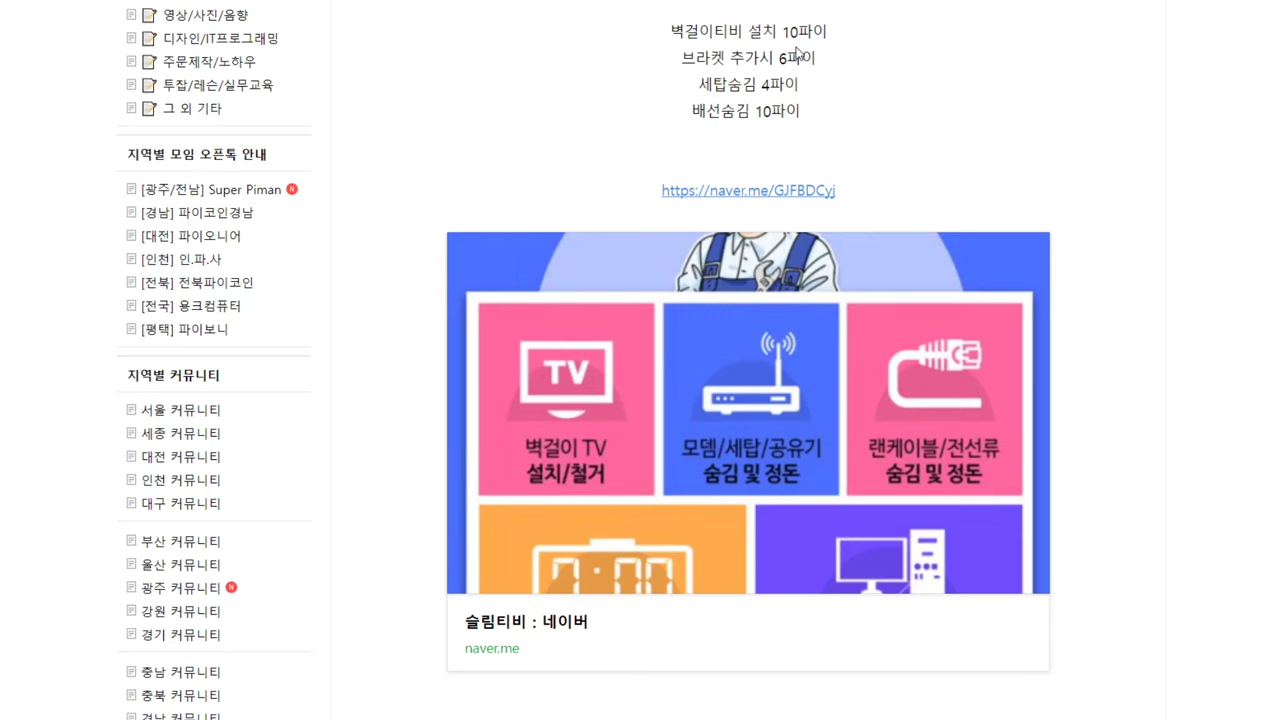 영상/사진/음향
디자인/IT프로그래밍
주문제작/노하우
투잡/레슨/실무교육
그 외 기타
지역별 모임 오픈톡 안내
[광주/전남] Super Piman N
[경남] 파이코인경남
[대전] 파이오니어
[인천] 인.파.사
[전북] 전북파이코인
[전국] 용크컴퓨터
[평택] 파이보니
지역별 커뮤니티
서울 커뮤니티
세종 커뮤니티
대전 커뮤니티
인천 커뮤니티
대구 커뮤니티
부산 커뮤니티
울산 커뮤니티
광주 커뮤니티 N
강원 커뮤니티
경기 커뮤니티
충남 커뮤니티
충북 커뮤니티
경남 커뮤니티
벽걸이티비 설치 10파이
브라켓 추가시 6파이
세탑숨김 4파이
배선숨김 10파이
https://naver.me/GJFBDCyj
TV
벽걸이 TV
설치/철거
모뎀/세탑/공유기
숨김 및 정돈
랜케이블/전선류
숨김 및 정돈
슬림티비 : 네이버
naver.me